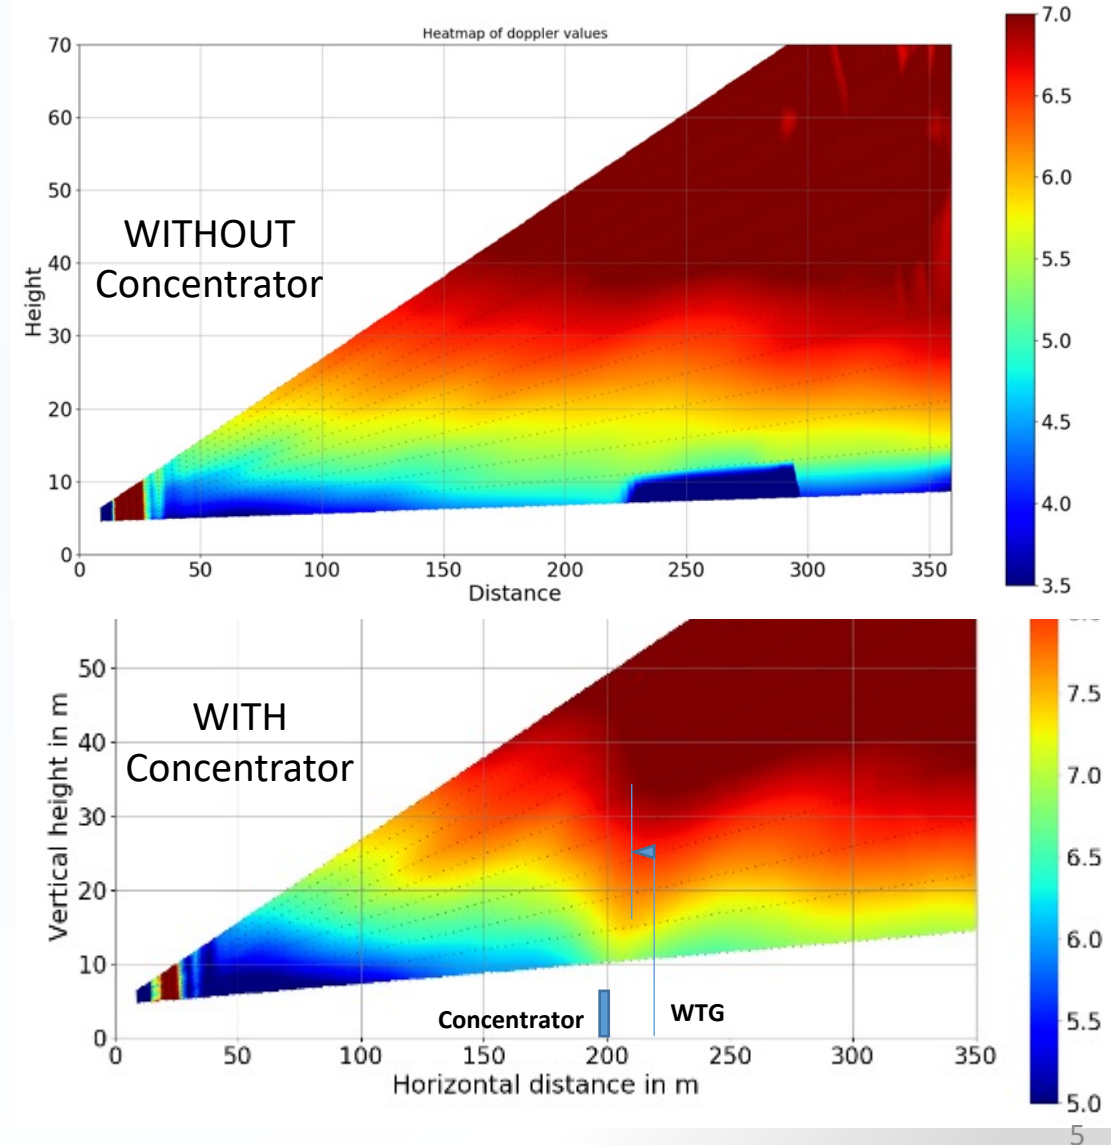 Heatmap of doppler values
70
60
50
40
30
20
10
0
Height
WITHOUT
Concentrator
0 50 100 150 200 250 300 350
Distance
7.0
6.5
6.0
5.5
5.0
4.5
4.0
3.5
50
40
30
20
10
0
Vertical height in m
WITH
Concentrator
Concentrator
WTG
0 50 100 150 200 250 300 350
Horizontal distance in m
7.5
7.0
6.5
6.0
5.5
5.0
5